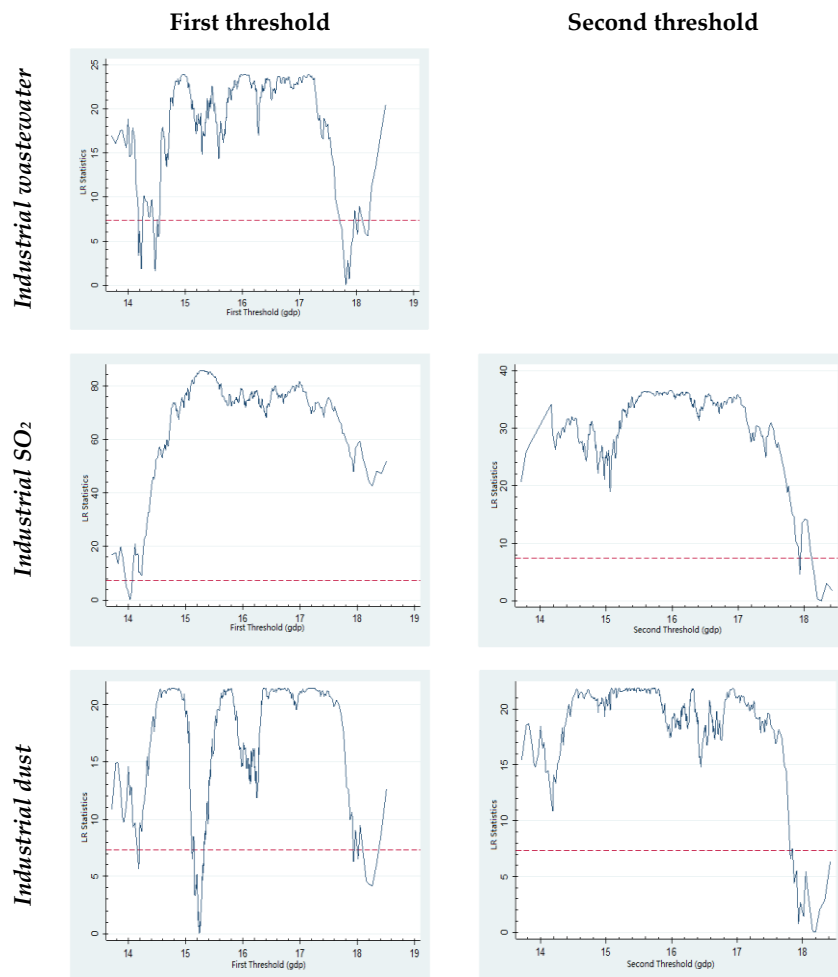 First threshold
Second threshold
Industrial wastewater
LR Statistics
0 5 10 15 20 25
14 15 16 17 18 19
First Threshold (gdp)
Industrial SO₂
LR Statistics
0 20 40 60 80
14 15 16 17 18 19
First Threshold (gdp)
LR Statistics
0 10 20 30 40
14 15 16 17 18
Second Threshold (gdp)
Industrial dust
LR Statistics
0 5 10 15 20
14 15 16 17 18 19
First Threshold (gdp)
LR Statistics
0 5 10 15 20
14 15 16 17 18
Second Threshold (gdp)